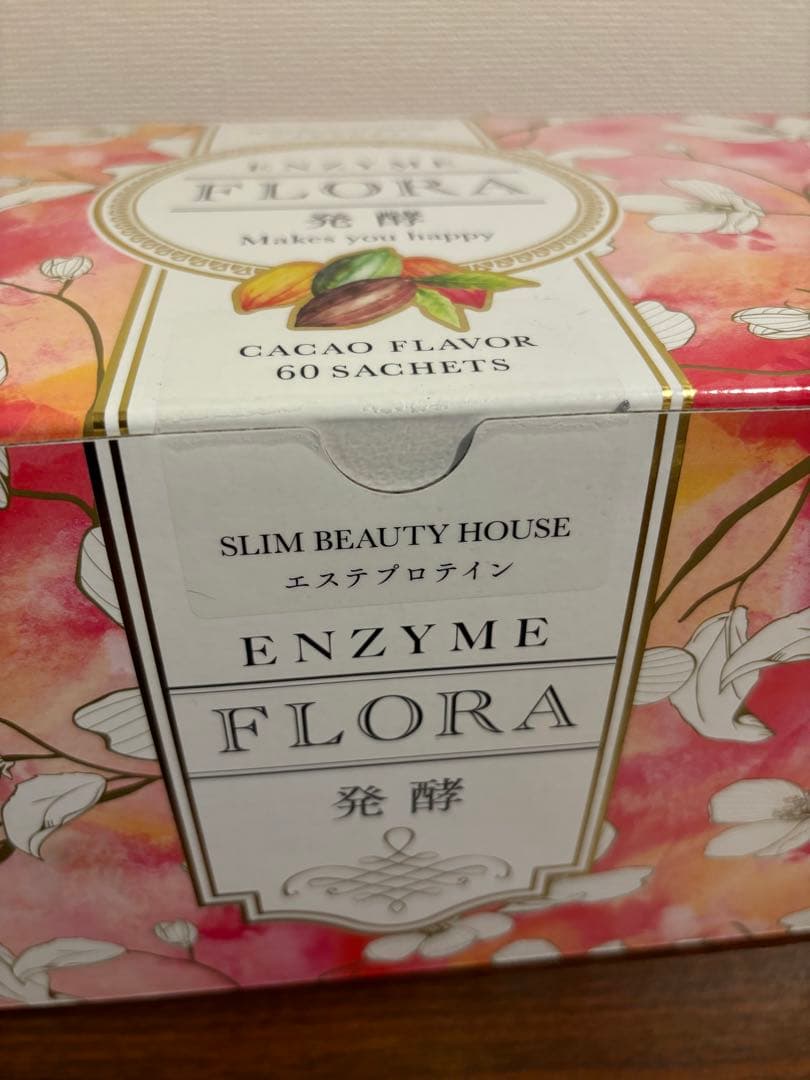 ENZYME
FLORA
発酵
Makes you happy
CACAO FLAVOR
60 SACHETS
SLIM BEAUTY HOUSE
エステプロテイン
ENZYME
FLORA
発酵